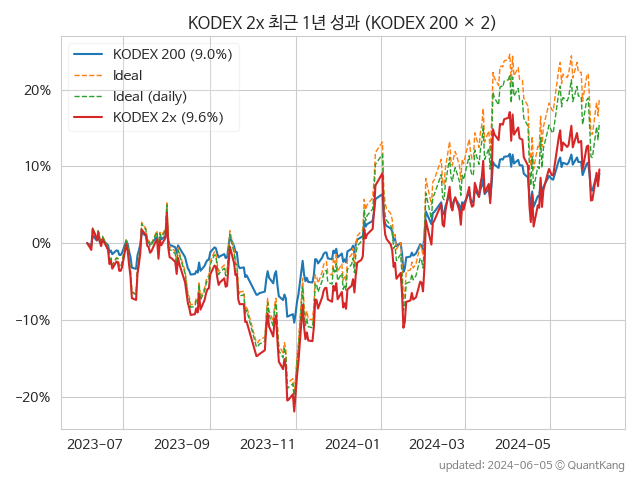 KODEX 2x 최근 1년 성과 (KODEX 200 × 2)
KODEX 200 (9.0%)
Ideal
Ideal (daily)
KODEX 2x (9.6%)
20%
10%
0%
−10%
−20%
2023-07 2023-09 2023-11 2024-01 2024-03 2024-05
updated: 2024-06-05 © QuantKang